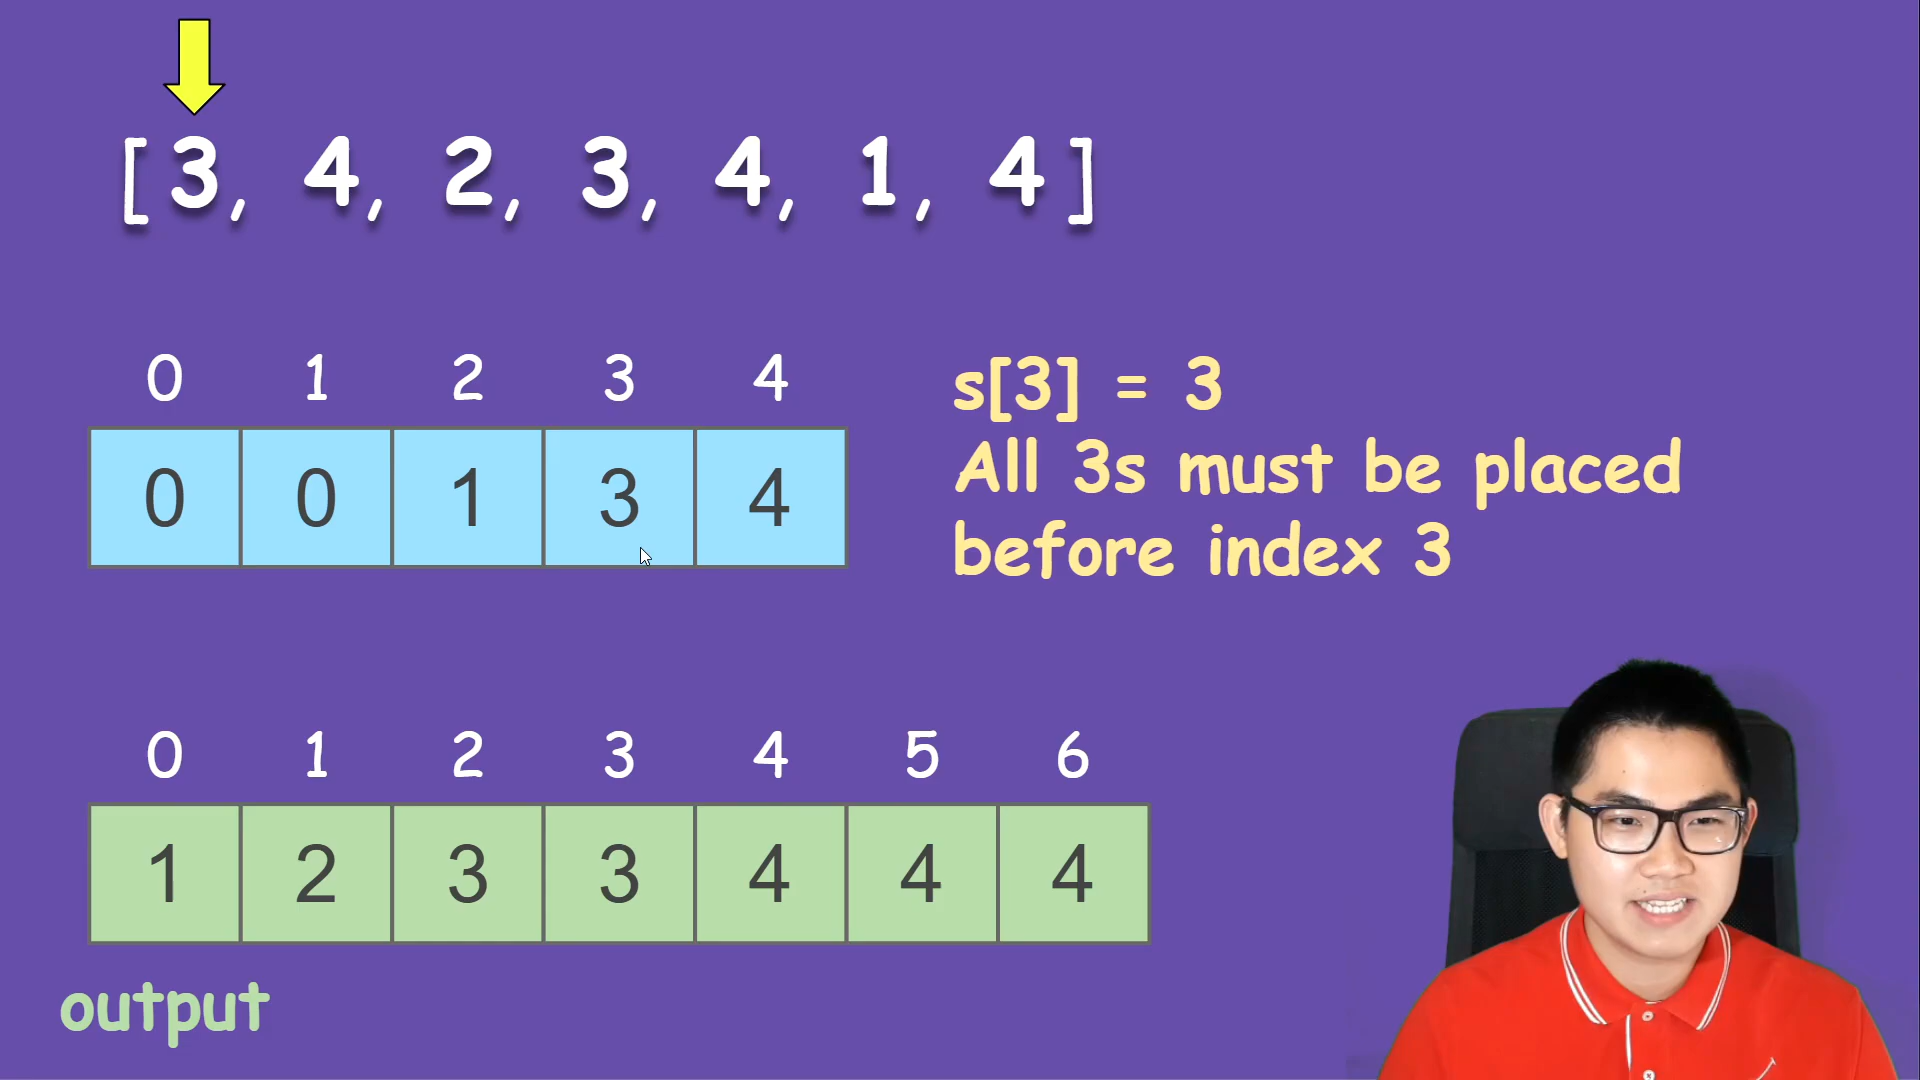 [3, 4, 2, 3, 4, 1, 4]
0 1 2 3 4
0 0 1 3 4
s[3] = 3
All 3s must be placed
before index 3
0 1 2 3 4 5 6
1 2 3 3 4 4 4
output